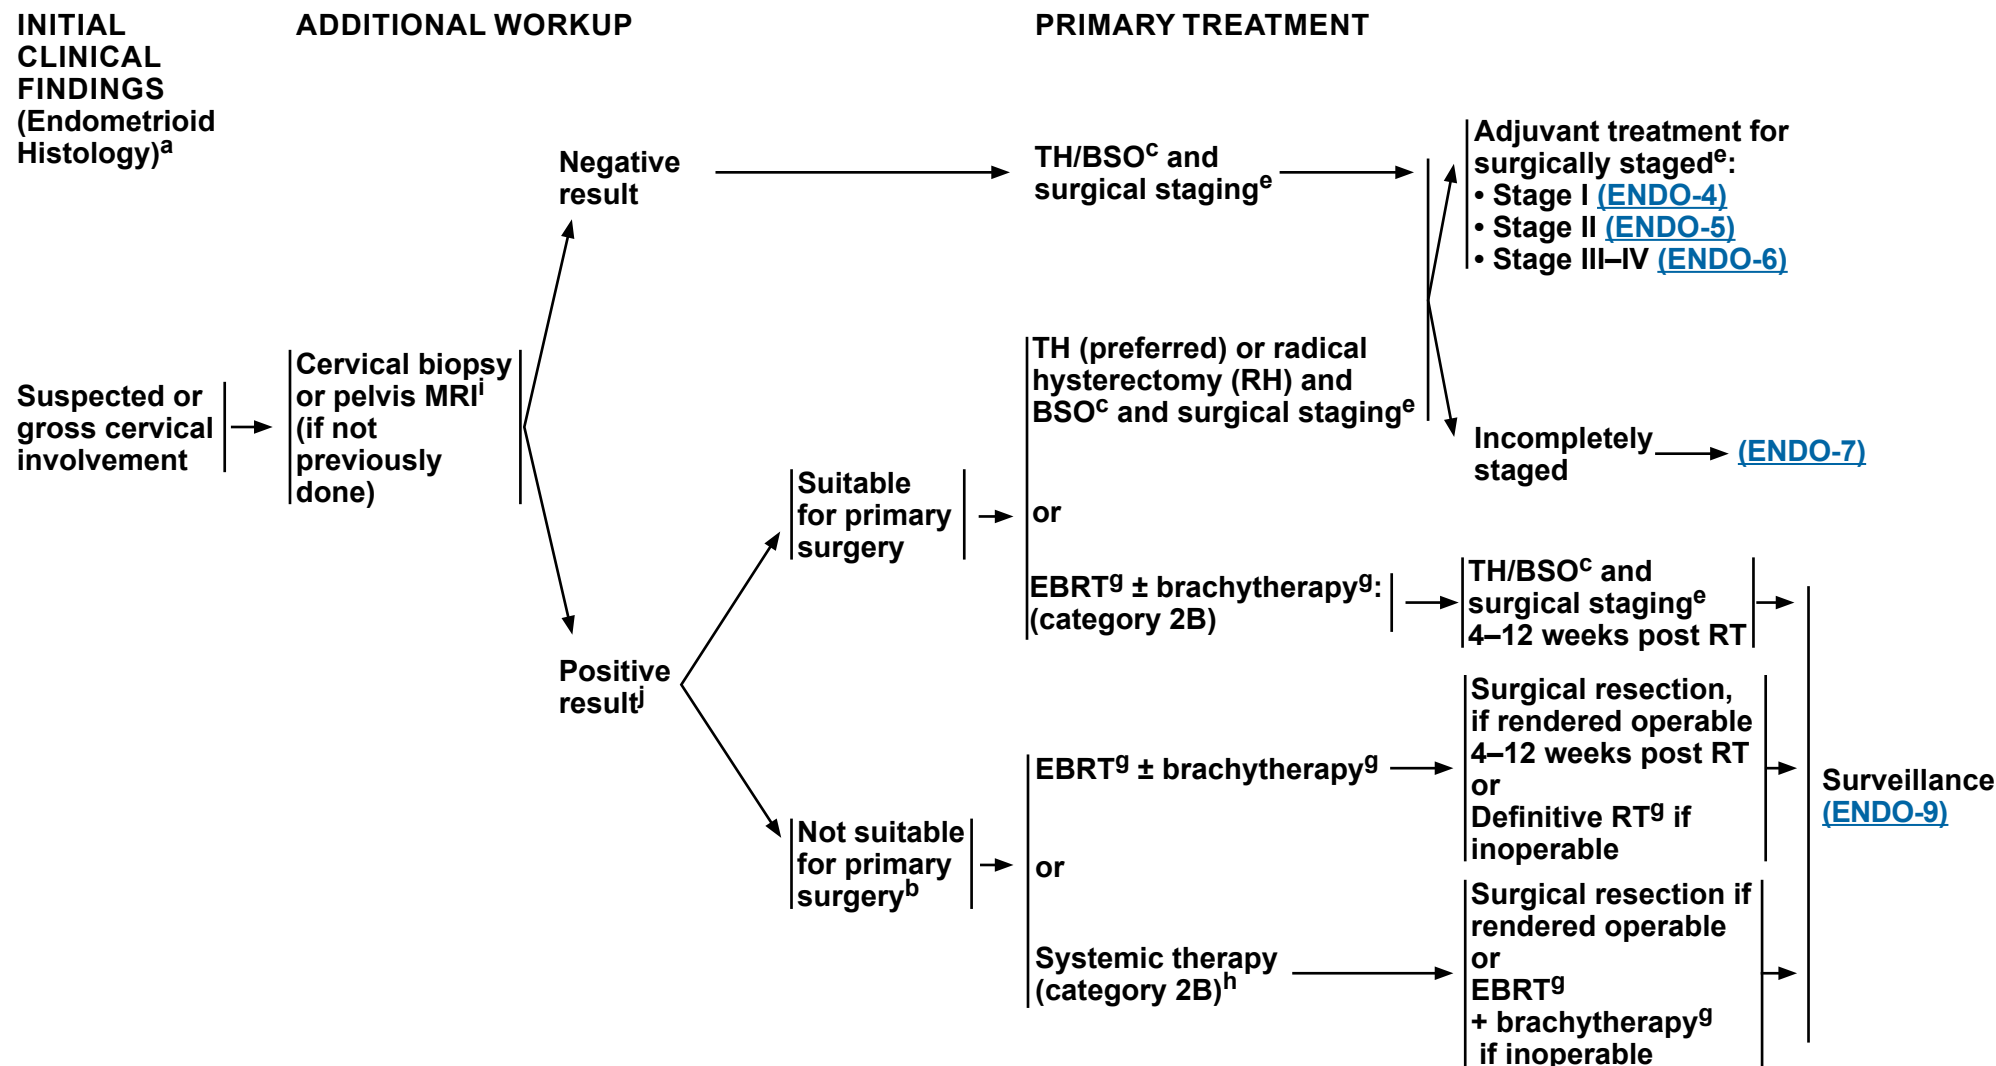 INITIAL
CLINICAL
FINDINGS
(Endometrioid
Histology)a
ADDITIONAL WORKUP
PRIMARY TREATMENT
Suspected or
gross cervical
involvement
Cervical biopsy
or pelvis MRIi
(if not
previously
done)
Negative
result
TH/BSOc and
surgical staginge
Adjuvant treatment for
surgically stagede:
• Stage I (ENDO-4)
• Stage II (ENDO-5)
• Stage III–IV (ENDO-6)
Incompletely
staged
(ENDO-7)
Positive
resultj
Suitable
for primary
surgery
TH (preferred) or radical
hysterectomy (RH) and
BSOc and surgical staginge
or
EBRTg ± brachytherapyg:
(category 2B)
TH/BSOc and
surgical staginge
4–12 weeks post RT
Not suitable
for primary
surgeryb
EBRTg ± brachytherapyg
or
Systemic therapy
(category 2B)h
Surgical resection,
if rendered operable
4–12 weeks post RT
or
Definitive RTg if
inoperable
Surgical resection if
rendered operable
or
EBRTg
+ brachytherapyg
if inoperable
Surveillance
(ENDO-9)